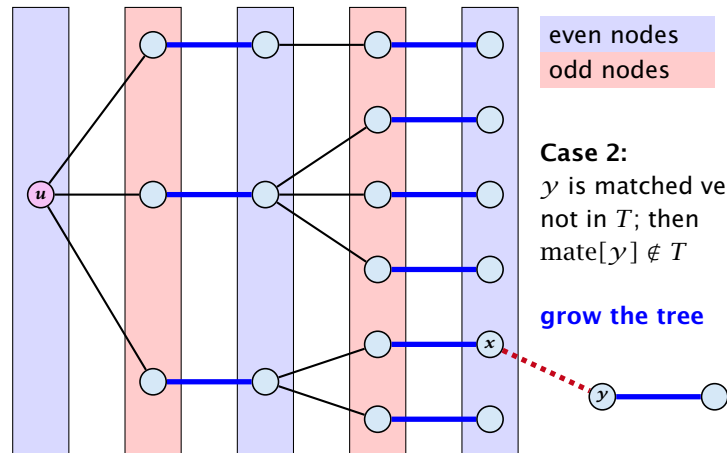 even nodes
odd nodes
u
Case 2:
y is matched ve
not in T; then
mate[y] ∉ T
grow the tree
x
y